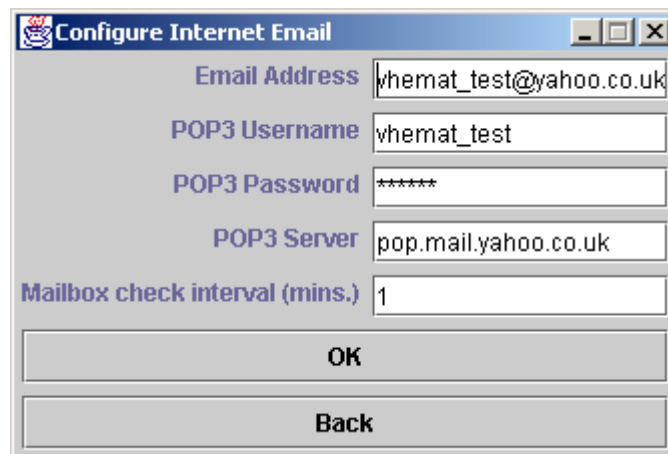 Configure Internet Email
Email Address vhemat_test@yahoo.co.uk
POP3 Username vhemat_test
POP3 Password ******
POP3 Server pop.mail.yahoo.co.uk
Mailbox check interval (mins.) 1
OK
Back